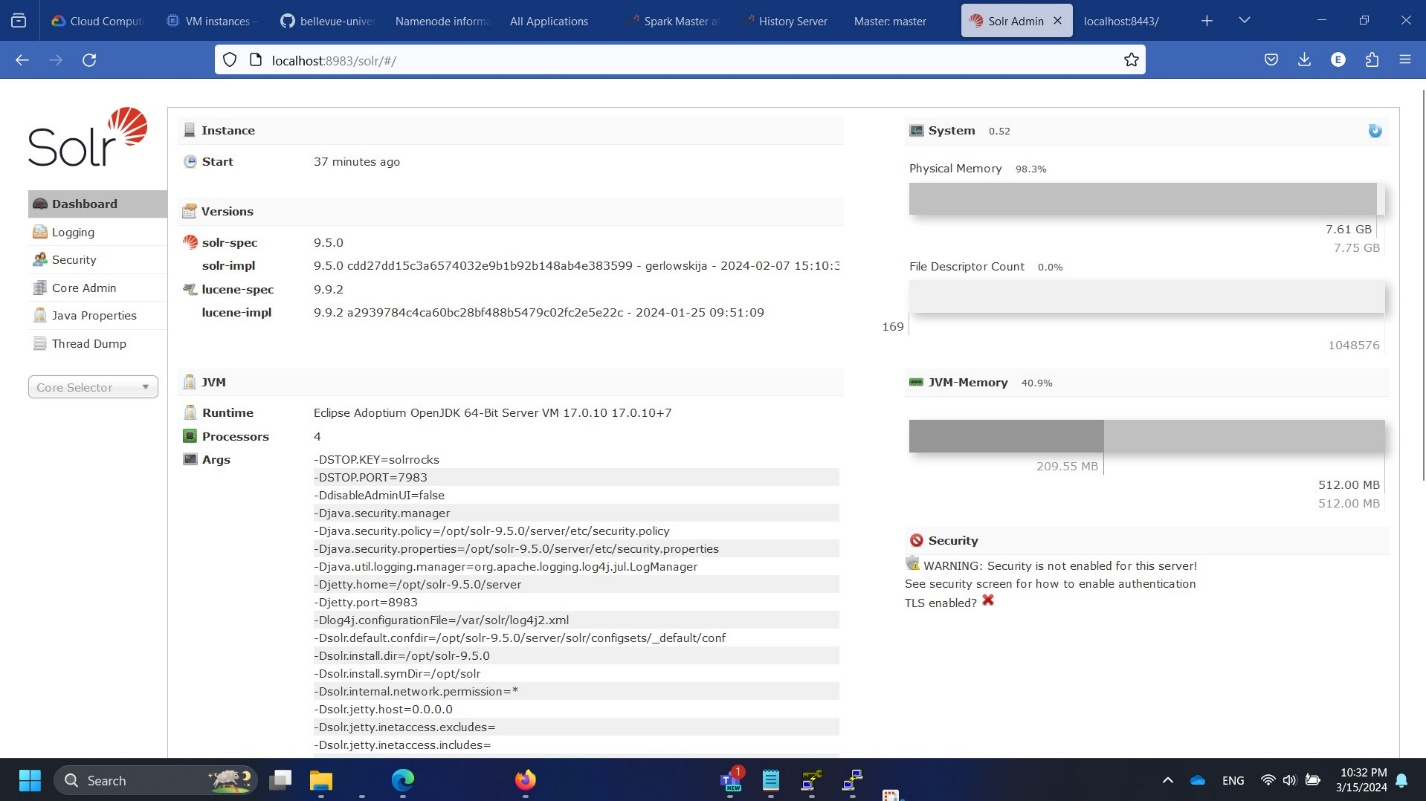 Cloud Computi
VM instances –
bellevue-univer
Namenode informa
All Applications
Spark Master a
History Server
Master: master
Solr Admin
localhost:8443/
localhost:8983/solr/#/
E
Solr
Dashboard
Logging
Security
Core Admin
Java Properties
Thread Dump
Core Selector
Instance
Start 37 minutes ago
Versions
solr-spec 9.5.0
solr-impl 9.5.0 cdd27dd15c3a6574032e9b1b92b148ab4e383599 - gerlowskija - 2024-02-07 15:10:3
lucene-spec 9.9.2
lucene-impl 9.9.2 a2939784c4ca60bc28bf488b5479c02fc2e5e22c - 2024-01-25 09:51:09
JVM
Runtime Eclipse Adoptium OpenJDK 64-Bit Server VM 17.0.10 17.0.10+7
Processors 4
Args -DSTOP.KEY=solrrocks
-DSTOP.PORT=7983
-DdisableAdminUI=false
-Djava.security.manager
-Djava.security.policy=/opt/solr-9.5.0/server/etc/security.policy
-Djava.security.properties=/opt/solr-9.5.0/server/etc/security.properties
-Djava.util.logging.manager=org.apache.logging.log4j.jul.LogManager
-Djetty.home=/opt/solr-9.5.0/server
-Djetty.port=8983
-Dlog4j.configurationFile=/var/solr/log4j2.xml
-Dsolr.default.confdir=/opt/solr-9.5.0/server/solr/configsets/_default/conf
-Dsolr.install.dir=/opt/solr-9.5.0
-Dsolr.install.symDir=/opt/solr
-Dsolr.internal.network.permission=*
-Dsolr.jetty.host=0.0.0.0
-Dsolr.jetty.inetaccess.excludes=
-Dsolr.jetty.inetaccess.includes=
System 0.52
Physical Memory 98.3%
7.61 GB
7.75 GB
File Descriptor Count 0.0%
169
1048576
JVM-Memory 40.9%
209.55 MB
512.00 MB
512.00 MB
Security
WARNING: Security is not enabled for this server!
See security screen for how to enable authentication
TLS enabled?
Search
1
NEW
ENG
10:32 PM
3/15/2024